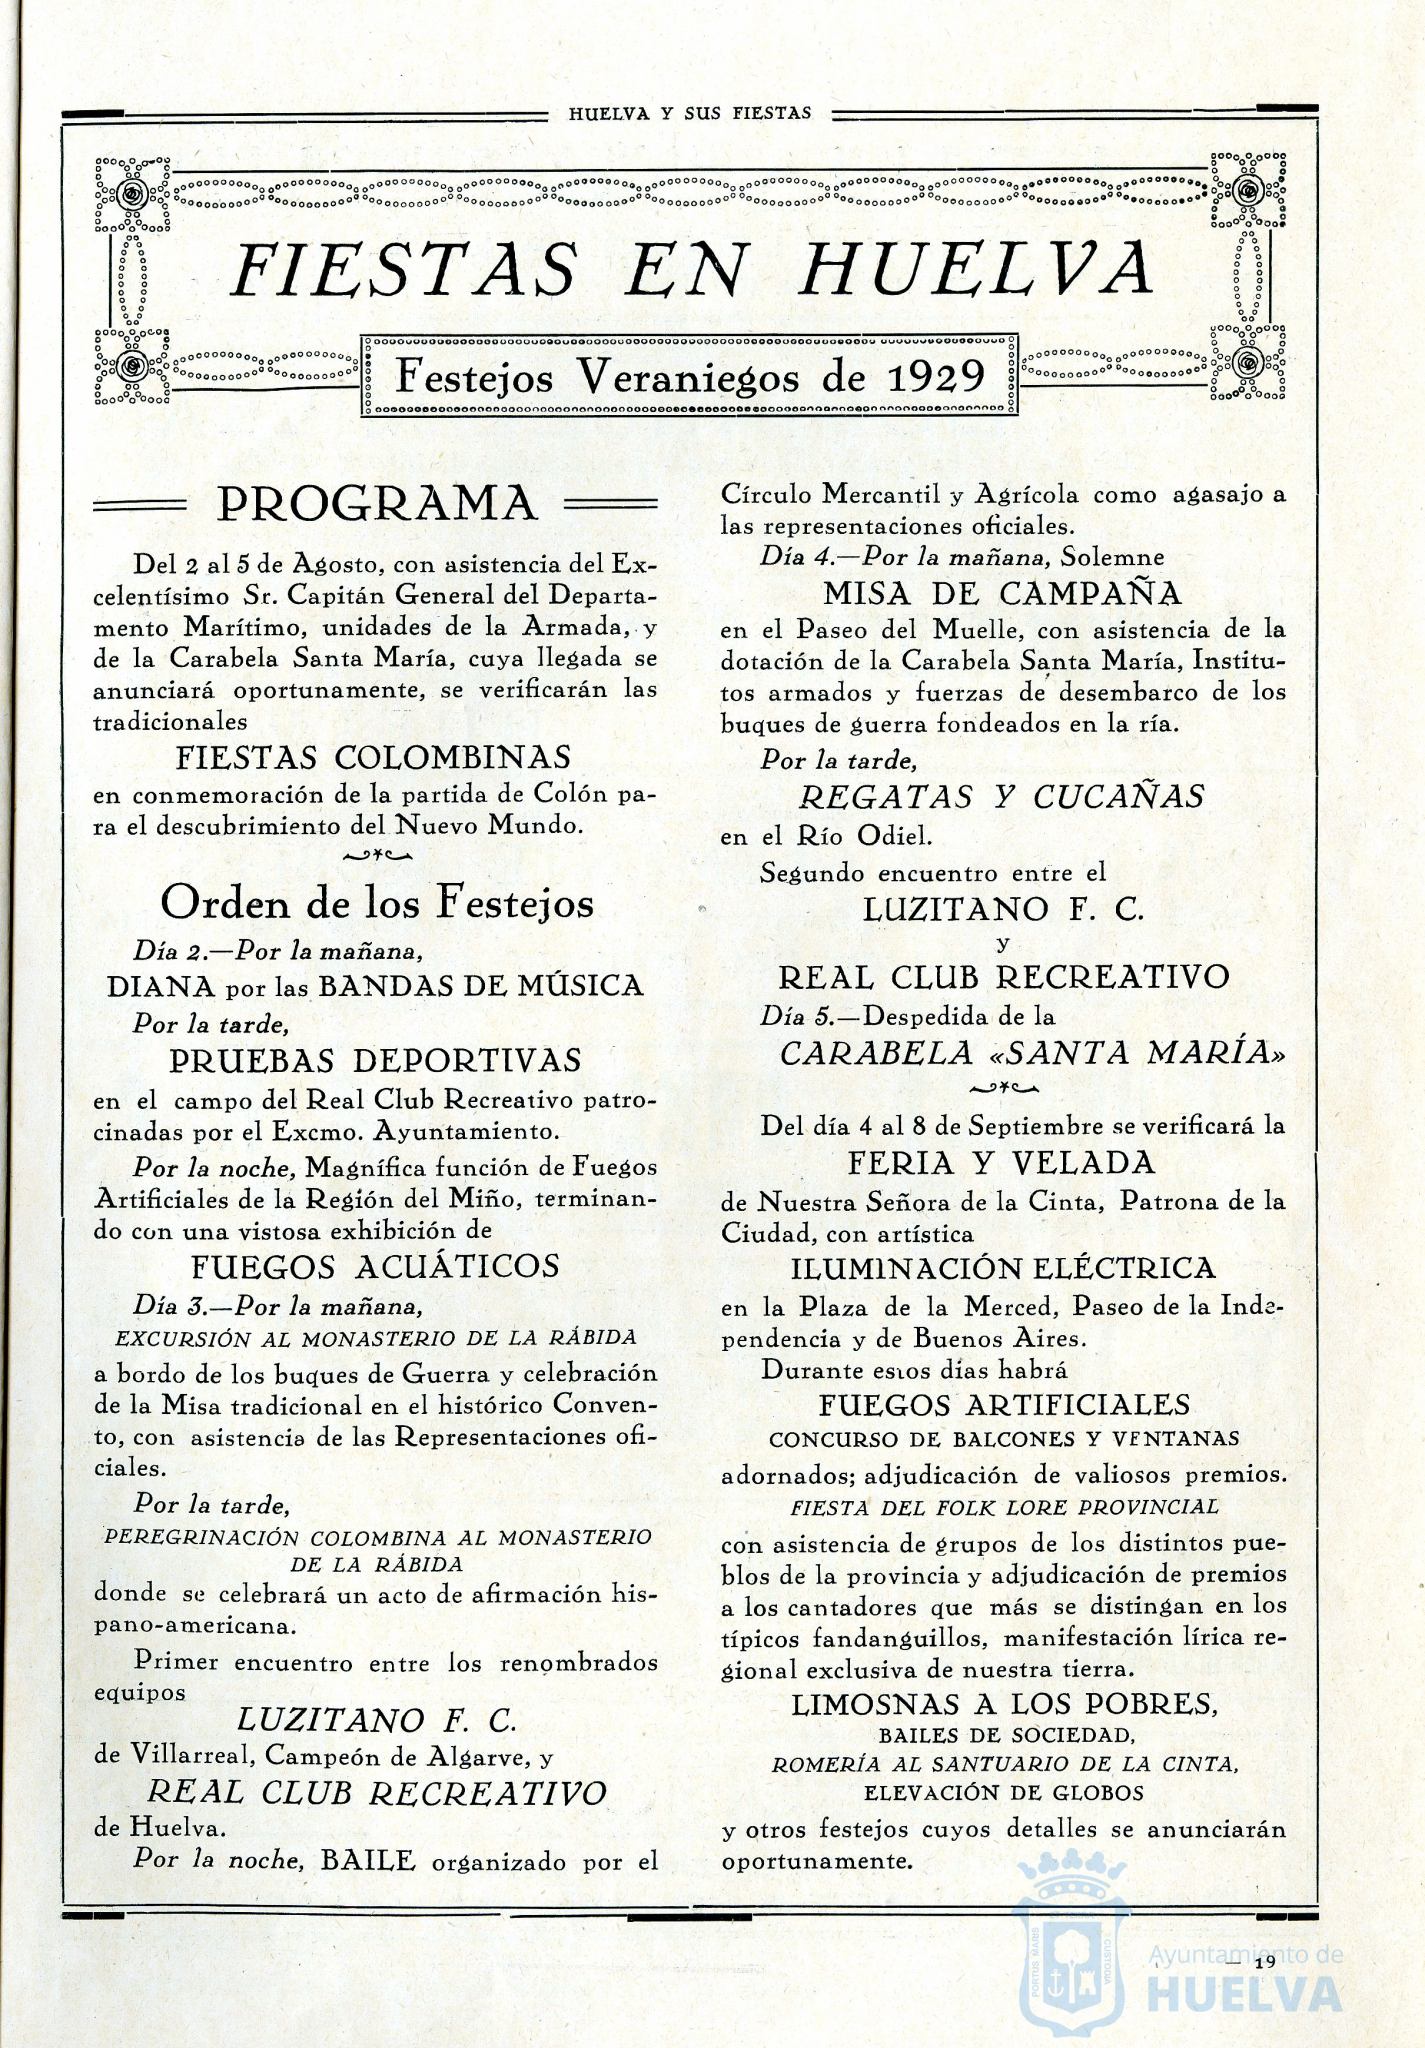 HUELVA Y SUS FIESTAS
FIESTAS EN HUELVA
Festejos Veraniegos de 1929
PROGRAMA
Del 2 al 5 de Agosto, con asistencia del Ex-
celentísimo Sr. Capitán General del Departa-
mento Marítimo, unidades de la Armada, y
de la Carabela Santa María, cuya llegada se
anunciará oportunamente, se verificarán las
tradicionales
FIESTAS COLOMBINAS
en conmemoración de la partida de Colón pa-
ra el descubrimiento del Nuevo Mundo.
Orden de los Festejos
Día 2.—Por la mañana,
DIANA por las BANDAS DE MÚSICA
Por la tarde,
PRUEBAS DEPORTIVAS
en el campo del Real Club Recreativo patro-
cinadas por el Excmo. Ayuntamiento.
Por la noche, Magnífica función de Fuegos
Artificiales de la Región del Miño, terminan-
do con una vistosa exhibición de
FUEGOS ACUÁTICOS
Día 3.—Por la mañana,
EXCURSIÓN AL MONASTERIO DE LA RÁBIDA
a bordo de los buques de Guerra y celebración
de la Misa tradicional en el histórico Conven-
to, con asistencia de las Representaciones ofi-
ciales.
Por la tarde,
PEREGRINACIÓN COLOMBINA AL MONASTERIO
DE LA RÁBIDA
donde se celebrará un acto de afirmación his-
pano-americana.
Primer encuentro entre los renombrados
equipos
LUZITANO F. C.
de Villarreal, Campeón de Algarve, y
REAL CLUB RECREATIVO
de Huelva.
Por la noche, BAILE organizado por el
Círculo Mercantil y Agrícola como agasajo a
las representaciones oficiales.
Día 4.—Por la mañana, Solemne
MISA DE CAMPAÑA
en el Paseo del Muelle, con asistencia de la
dotación de la Carabela Santa María, Institu-
tos armados y fuerzas de desembarco de los
buques de guerra fondeados en la ría.
Por la tarde,
REGATAS Y CUCAÑAS
en el Río Odiel.
Segundo encuentro entre el
LUZITANO F. C.
y
REAL CLUB RECREATIVO
Día 5.—Despedida de la
CARABELA «SANTA MARÍA»
Del día 4 al 8 de Septiembre se verificará la
FERIA Y VELADA
de Nuestra Señora de la Cinta, Patrona de la
Ciudad, con artística
ILUMINACIÓN ELÉCTRICA
en la Plaza de la Merced, Paseo de la Inde-
pendencia y de Buenos Aires.
Durante estos días habrá
FUEGOS ARTIFICIALES
CONCURSO DE BALCONES Y VENTANAS
adornados; adjudicación de valiosos premios.
FIESTA DEL FOLK LORE PROVINCIAL
con asistencia de grupos de los distintos pue-
blos de la provincia y adjudicación de premios
a los cantadores que más se distingan en los
típicos fandanguillos, manifestación lírica re-
gional exclusiva de nuestra tierra.
LIMOSNAS A LOS POBRES,
BAILES DE SOCIEDAD,
ROMERÍA AL SANTUARIO DE LA CINTA,
ELEVACIÓN DE GLOBOS
y otros festejos cuyos detalles se anunciarán
oportunamente.
— 19
PORTUS MARIS
CUSTODIA
Ayuntamiento de
HUELVA